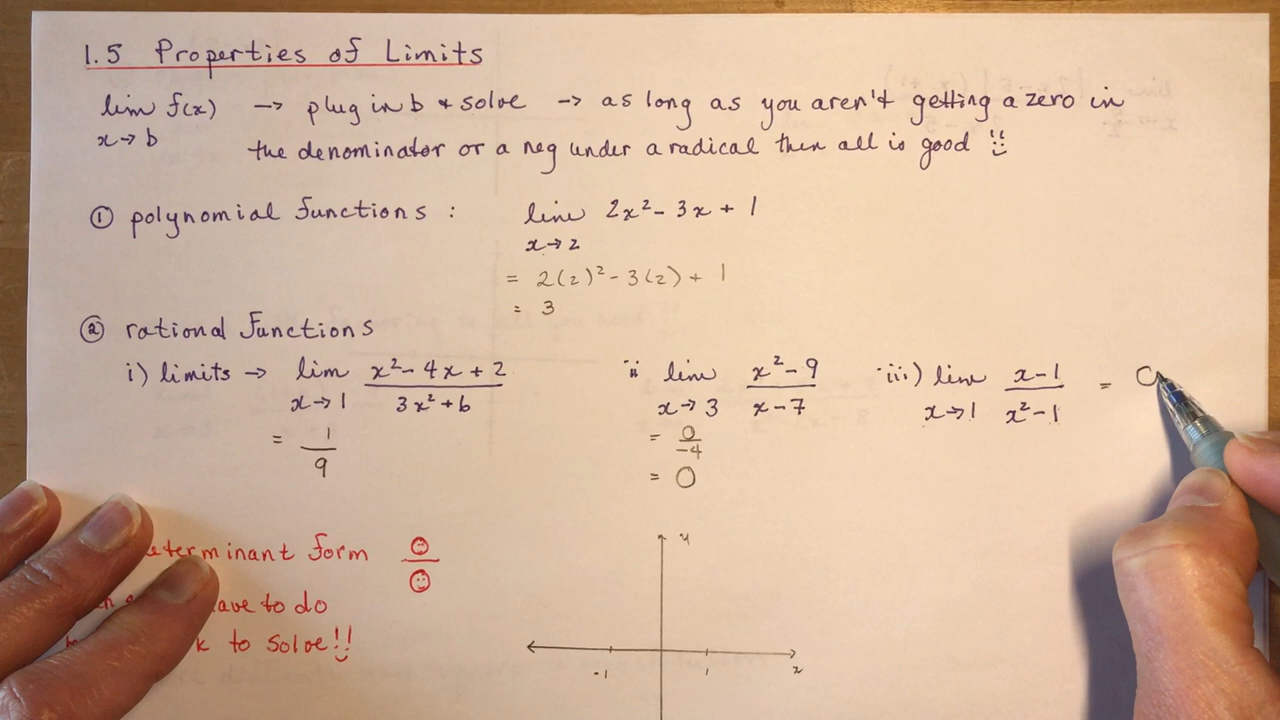 1.5 Properties of Limits
lim f(x) → plug in b & solve → as long as you aren't getting a zero in
x→b the denominator or a neg under a radical then all is good
① polynomial functions : lim 2x² - 3x + 1
x→2
= 2(2)² - 3(2) + 1
= 3
② rational functions
i) limits → lim x² - 4x + 2 / 3x² + 6
x→1
= 1/9
ii lim x² - 9 / x - 7
x→3
= 0/-4
= 0
iii) lim x - 1 / x² - 1 = 0
x→1
form
to do
to solve!!
y
-1 1 x